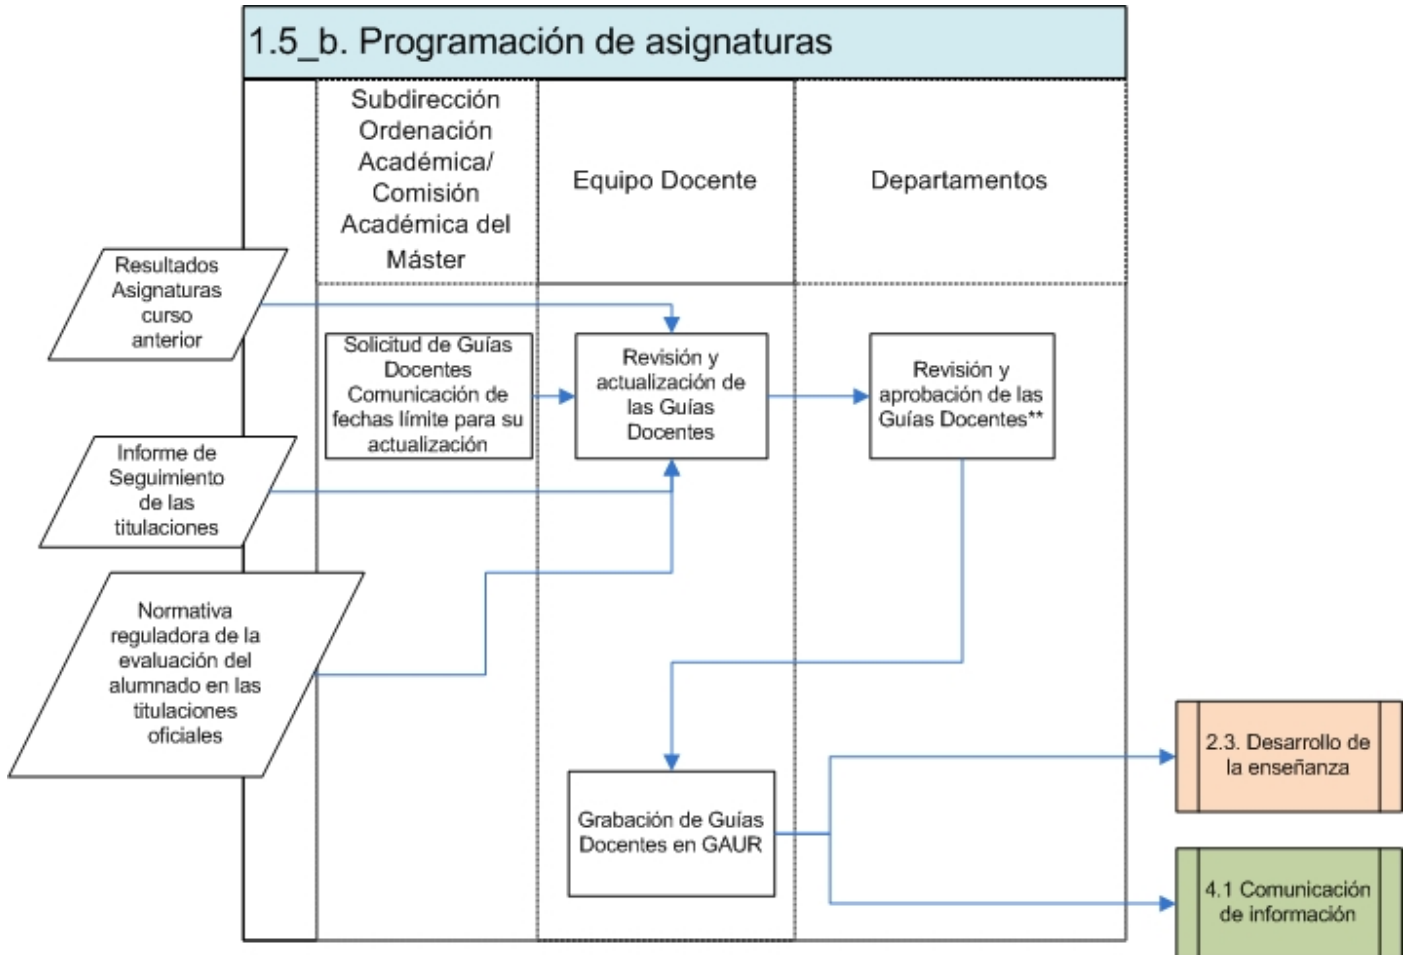 1.5_b. Programación de asignaturas
Subdirección
Ordenación
Académica/
Comisión
Académica del
Máster
Equipo Docente
Departamentos
Resultados
Asignaturas
curso
anterior
Solicitud de Guías
Docentes
Comunicación de
fechas límite para su
actualización
Revisión y
actualización de
las Guías
Docentes
Revisión y
aprobación de las
Guías Docentes**
Informe de
Seguimiento
de las
titulaciones
Normativa
reguladora de la
evaluación del
alumnado en las
titulaciones
oficiales
Grabación de Guías
Docentes en GAUR
2.3. Desarrollo de
la enseñanza
4.1 Comunicación
de información